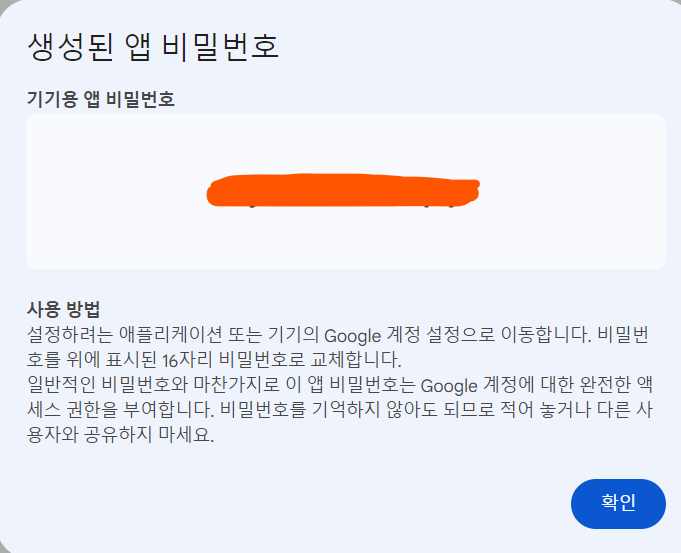 생성된 앱 비밀번호
기기용 앱 비밀번호
사용 방법
설정하려는 애플리케이션 또는 기기의 Google 계정 설정으로 이동합니다. 비밀번
호를 위에 표시된 16자리 비밀번호로 교체합니다.
일반적인 비밀번호와 마찬가지로 이 앱 비밀번호는 Google 계정에 대한 완전한 액
세스 권한을 부여합니다. 비밀번호를 기억하지 않아도 되므로 적어 놓거나 다른 사
용자와 공유하지 마세요.
확인